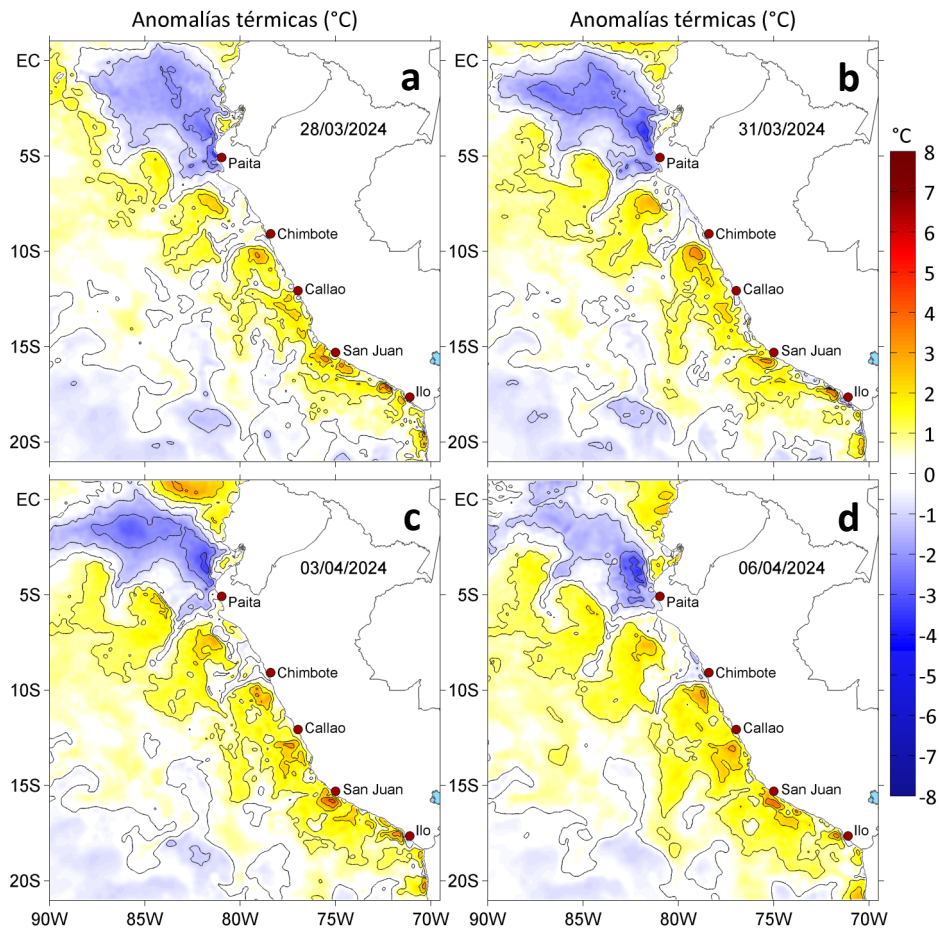 Anomalías térmicas (°C)
Anomalías térmicas (°C)
EC
5S
10S
15S
20S
a
28/03/2024
Paita
Chimbote
Callao
San Juan
Ilo
EC
5S
10S
15S
20S
b
31/03/2024
Paita
Chimbote
Callao
San Juan
Ilo
EC
5S
10S
15S
20S
c
03/04/2024
Paita
Chimbote
Callao
San Juan
Ilo
90W 85W 80W 75W 70W
EC
5S
10S
15S
20S
d
06/04/2024
Paita
Chimbote
Callao
San Juan
Ilo
90W 85W 80W 75W 70W
°C
8
7
6
5
4
3
2
1
0
-1
-2
-3
-4
-5
-6
-7
-8